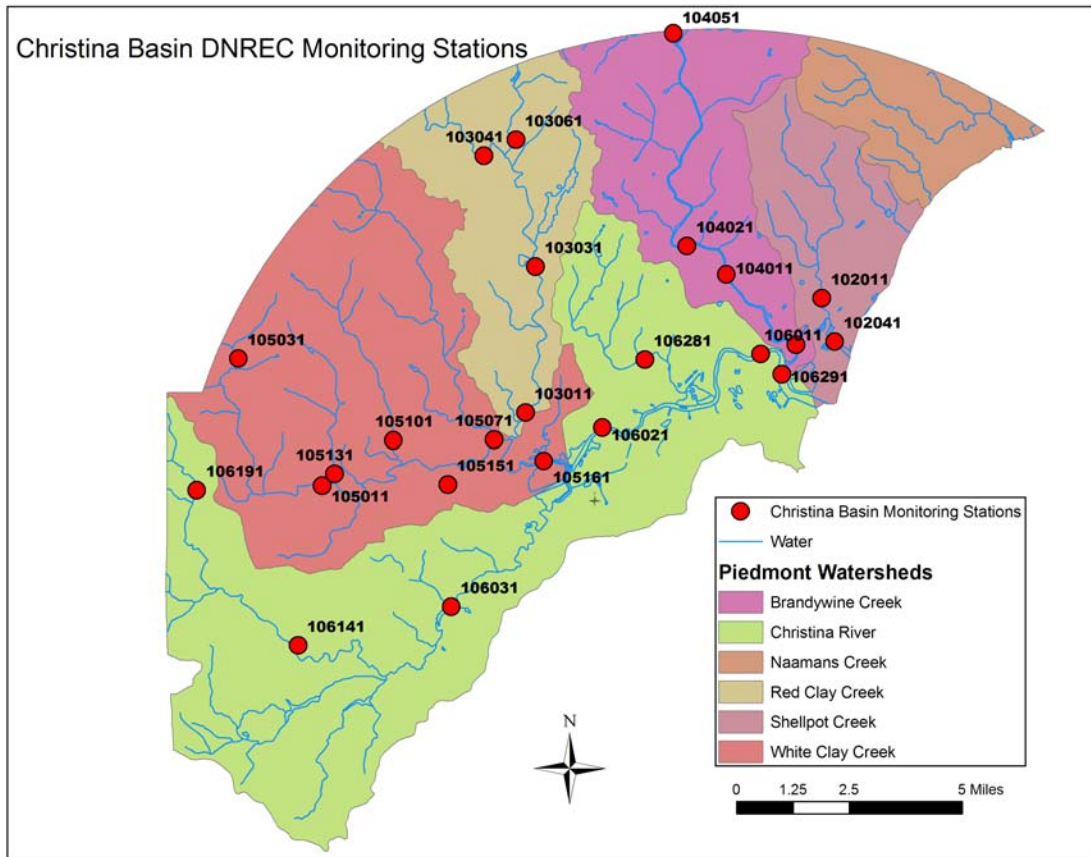 Christina Basin DNREC Monitoring Stations
104051
103061
103041
104021
103031
104011
102011
102041
106011
105031
106281
106291
103011
105101
105071
106021
105131
105151
105161
106191
105011
106031
106141
Christina Basin Monitoring Stations
Water
Piedmont Watersheds
Brandywine Creek
Christina River
Naamans Creek
Red Clay Creek
Shellpot Creek
White Clay Creek
N
0 1.25 2.5 5 Miles